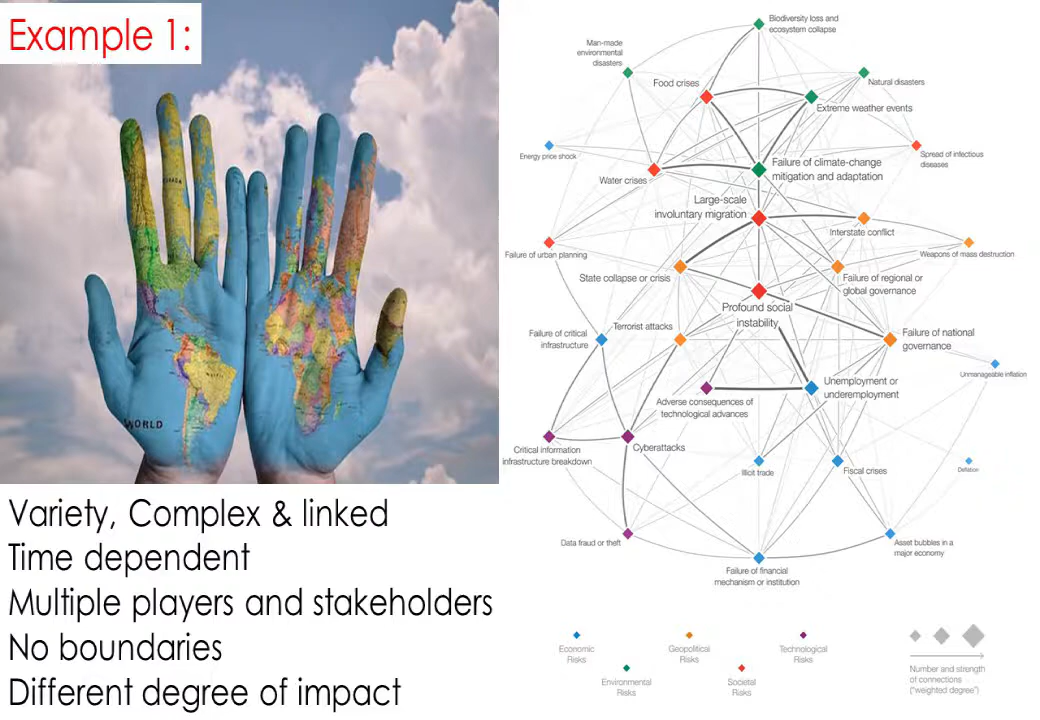 Example 1:
CANADA
WORLD
Variety, Complex & linked
Time dependent
Multiple players and stakeholders
No boundaries
Different degree of impact
Biodiversity loss and
ecosystem collapse
Man-made
environmental
disasters
Natural disasters
Food crises
Extreme weather events
Energy price shock
Spread of infectious
diseases
Water crises
Failure of climate-change
mitigation and adaptation
Large-scale
involuntary migration
Interstate conflict
Failure of urban planning
Weapons of mass destruction
State collapse or crisis
Failure of regional or
global governance
Profound social
instability
Failure of critical
infrastructure
Terrorist attacks
Failure of national
governance
Unmanageable inflation
Adverse consequences of
technological advances
Unemployment or
underemployment
Critical information
infrastructure breakdown
Cyberattacks
Illicit trade
Fiscal crises
Deflation
Data fraud or theft
Asset bubbles in a
major economy
Failure of financial
mechanism or institution
Economic
Risks
Geopolitical
Risks
Technological
Risks
Environmental
Risks
Societal
Risks
Number and strength
of connections
("weighted degree")